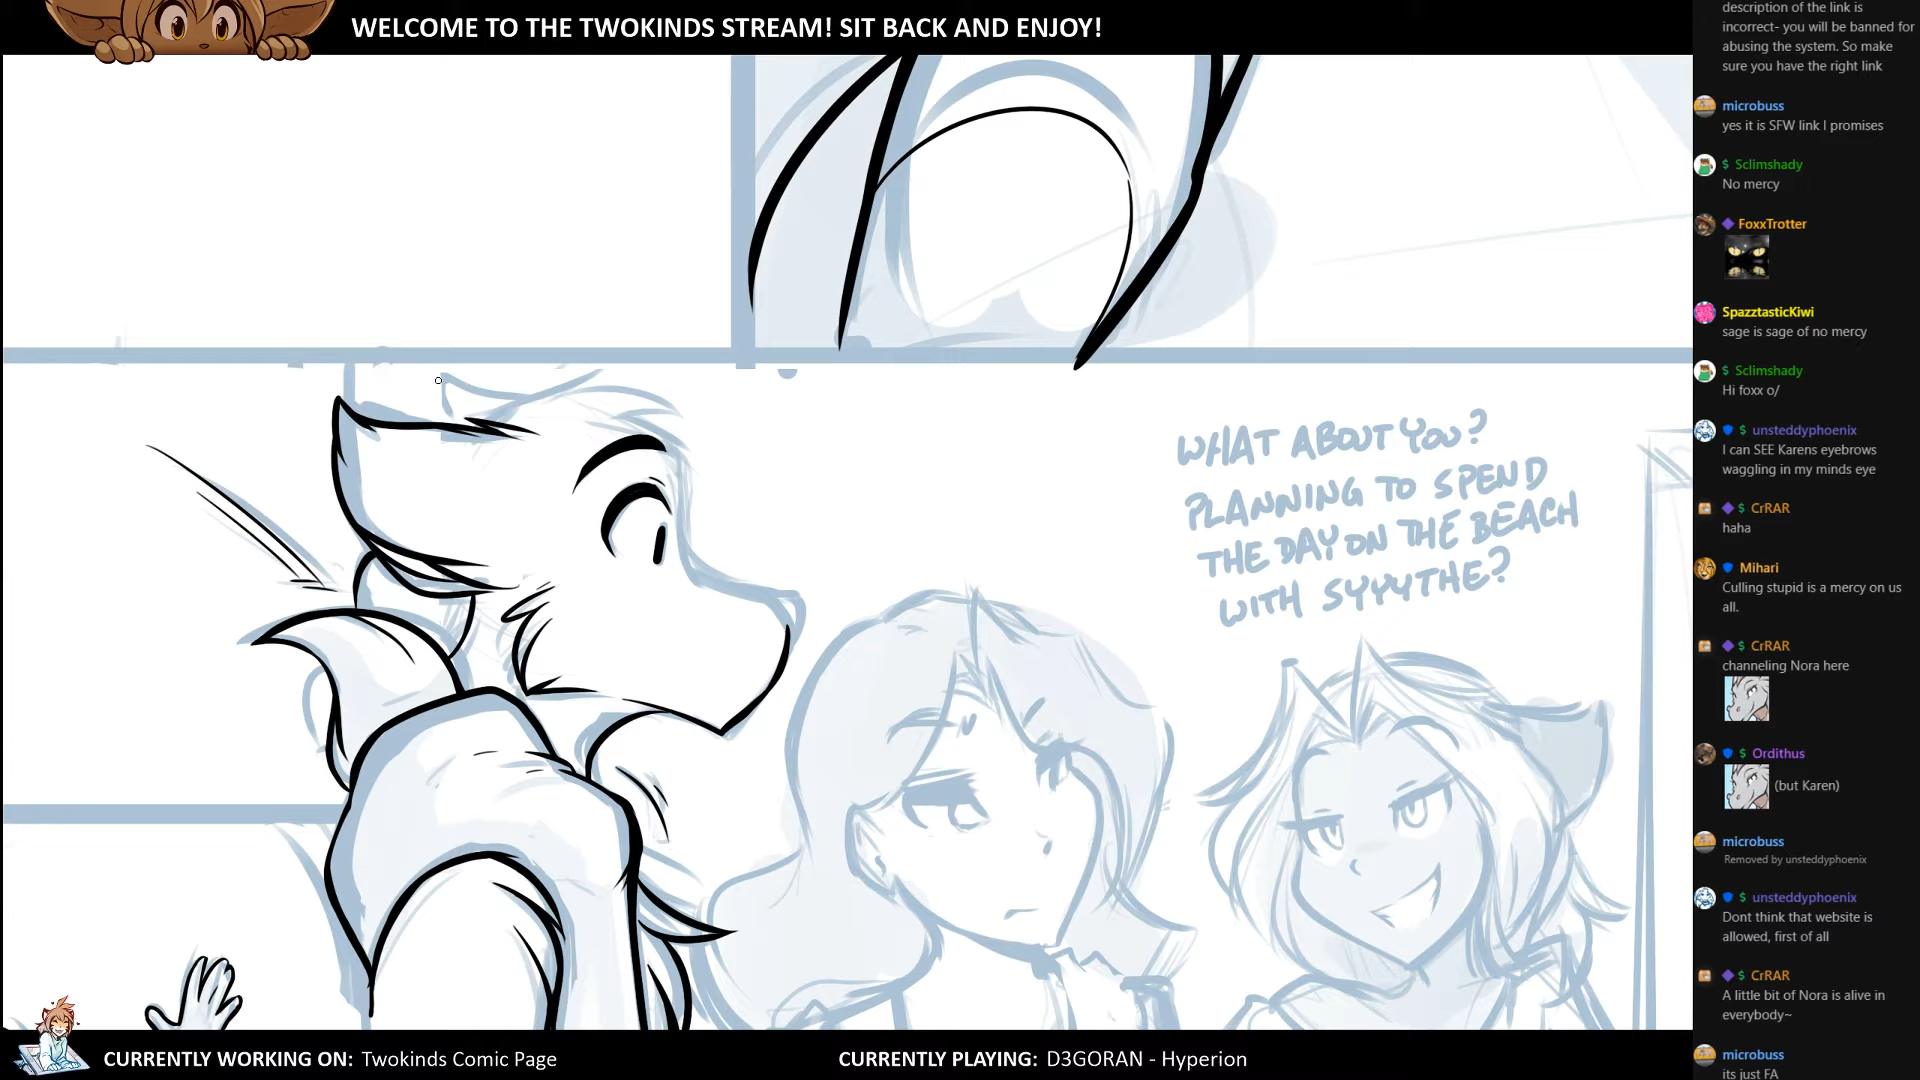 WELCOME TO THE TWOKINDS STREAM! SIT BACK AND ENJOY!
WHAT ABOUT YOU?
PLANNING TO SPEND
THE DAY ON THE BEACH
WITH SYYYTHE?
CURRENTLY WORKING ON: Twokinds Comic Page
CURRENTLY PLAYING: D3GORAN - Hyperion
description of the link is
incorrect- you will be banned for
abusing the system. So make
sure you have the right link
microbuss
yes it is SFW link I promises
$ Sclimshady
No mercy
FoxxTrotter
SpazztasticKiwi
sage is sage of no mercy
$ Sclimshady
Hi foxx o/
$ unsteddyphoenix
I can SEE Karens eyebrows
waggling in my minds eye
$ CrRAR
haha
Mihari
Culling stupid is a mercy on us
all.
$ CrRAR
channeling Nora here
$ Ordithus
(but Karen)
microbuss
Removed by unsteddyphoenix
$ unsteddyphoenix
Dont think that website is
allowed, first of all
$ CrRAR
A little bit of Nora is alive in
everybody~
microbuss
its just FA